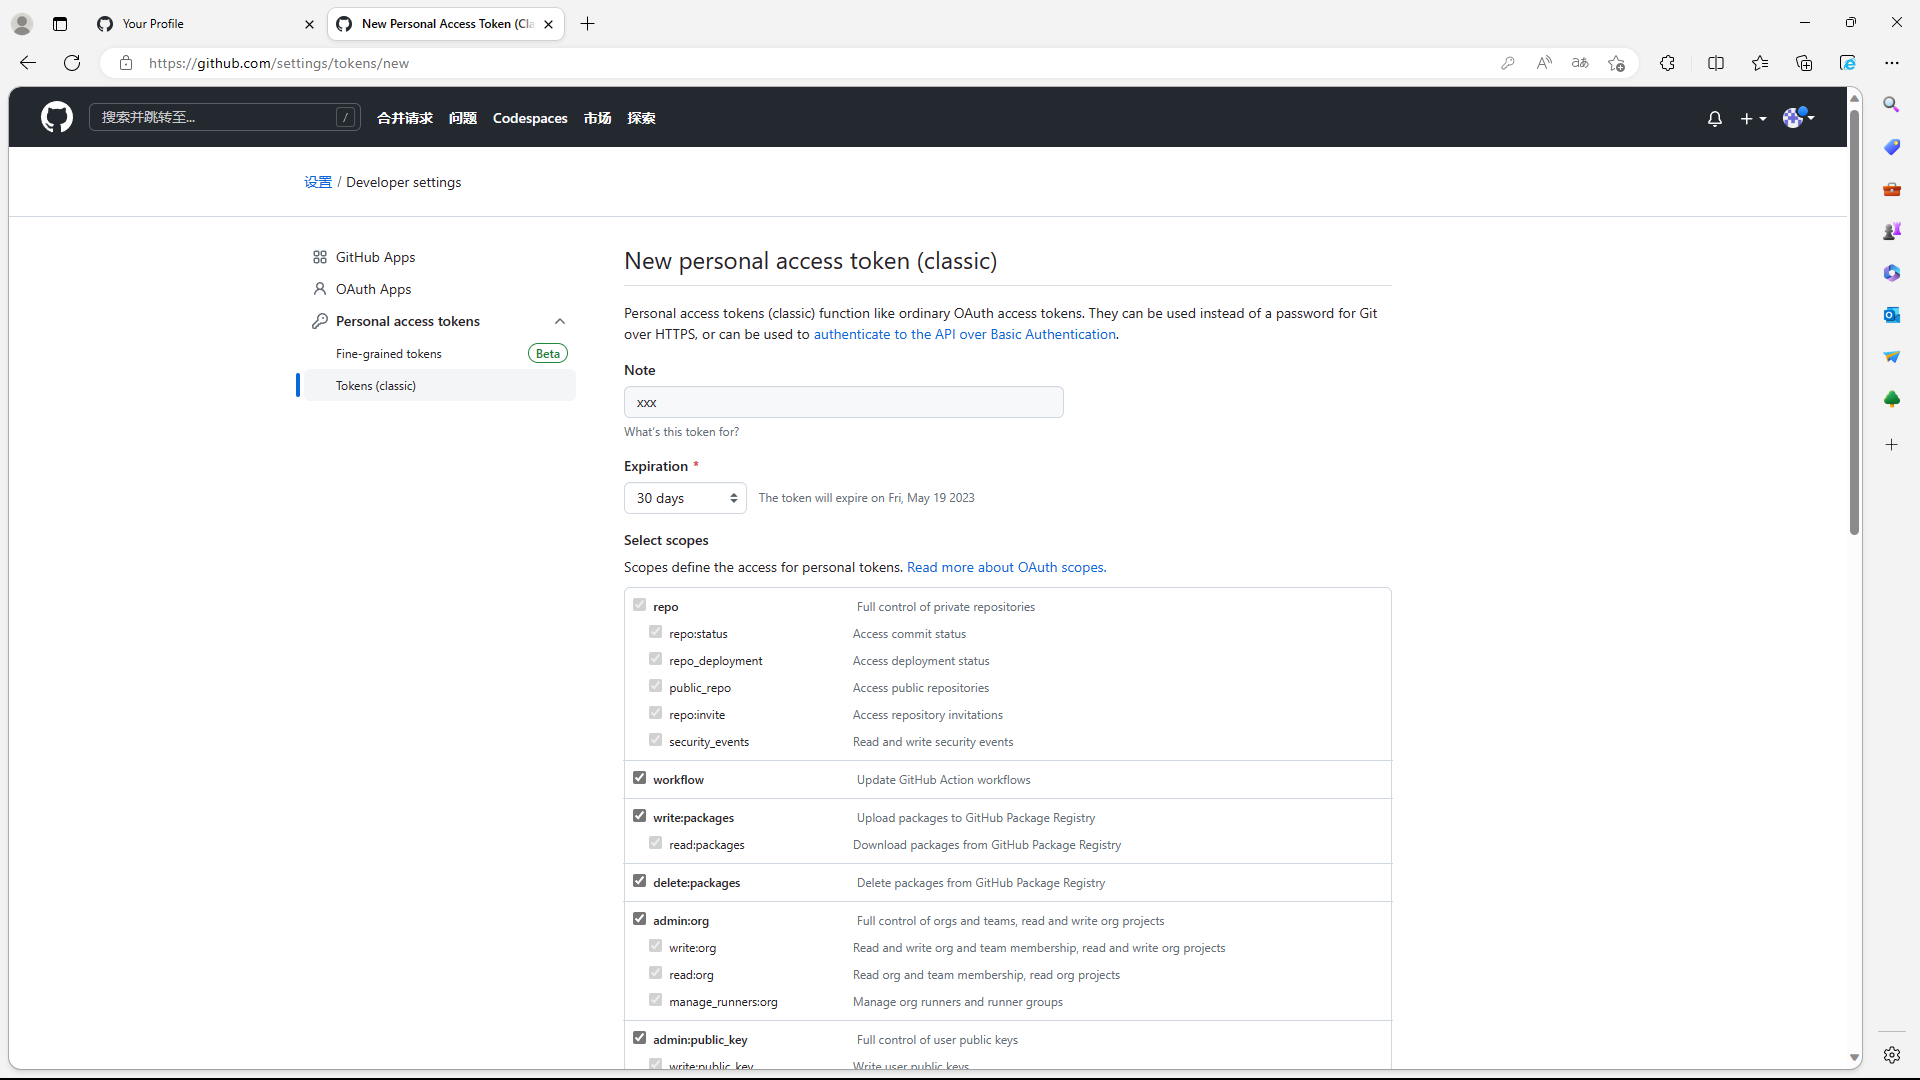 Your Profile
New Personal Access Token (Cla
https://github.com/settings/tokens/new
搜索并跳转至...
/
合并请求 问题 Codespaces 市场 探索
设置 / Developer settings
GitHub Apps
OAuth Apps
Personal access tokens
Fine-grained tokens Beta
Tokens (classic)
New personal access token (classic)
Personal access tokens (classic) function like ordinary OAuth access tokens. They can be used instead of a password for Git
over HTTPS, or can be used to authenticate to the API over Basic Authentication.
Note
xxx
What's this token for?
Expiration *
30 days The token will expire on Fri, May 19 2023
Select scopes
Scopes define the access for personal tokens. Read more about OAuth scopes.
repo Full control of private repositories
repo:status Access commit status
repo_deployment Access deployment status
public_repo Access public repositories
repo:invite Access repository invitations
security_events Read and write security events
workflow Update GitHub Action workflows
write:packages Upload packages to GitHub Package Registry
read:packages Download packages from GitHub Package Registry
delete:packages Delete packages from GitHub Package Registry
admin:org Full control of orgs and teams, read and write org projects
write:org Read and write org and team membership, read and write org projects
read:org Read org and team membership, read org projects
manage_runners:org Manage org runners and runner groups
admin:public_key Full control of user public keys
write:public_key Write user public keys